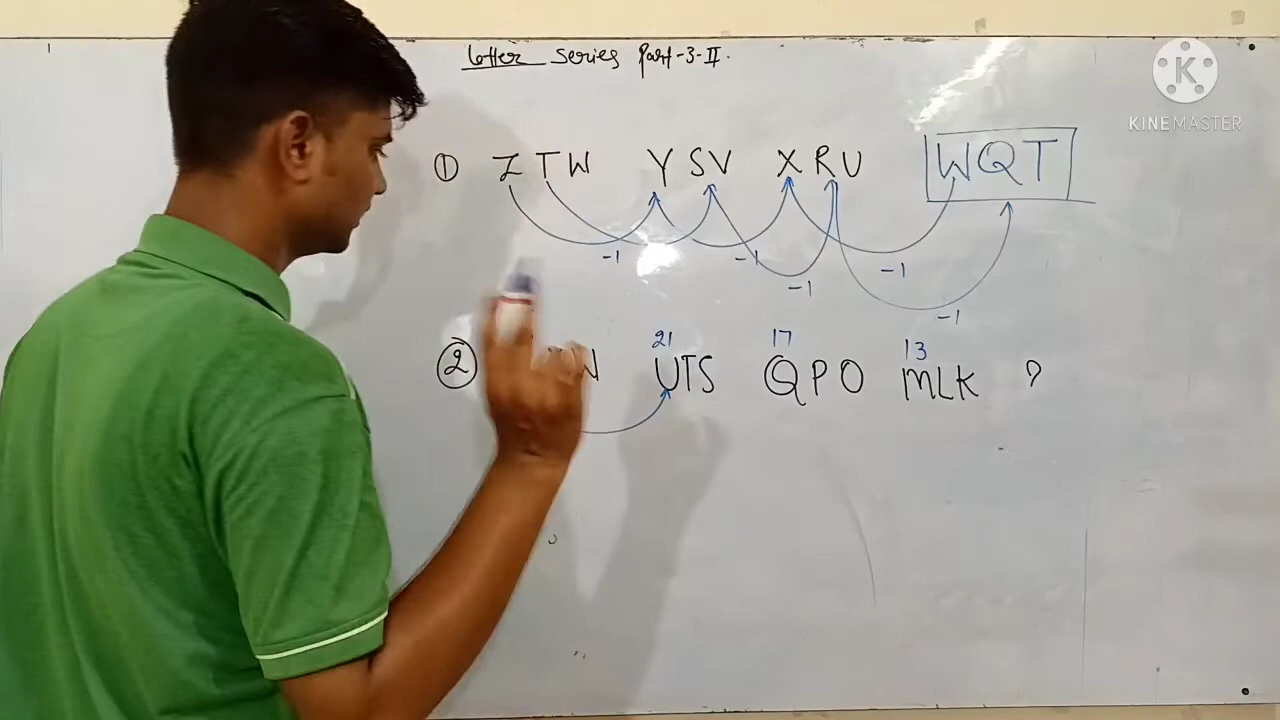 Letter Series Part-3-II.
K
KINEMASTER
① ZTW YSV XRU WQT
-1 -1 -1 -1 -1
21 17 13
② W UTS QPO MLK ?